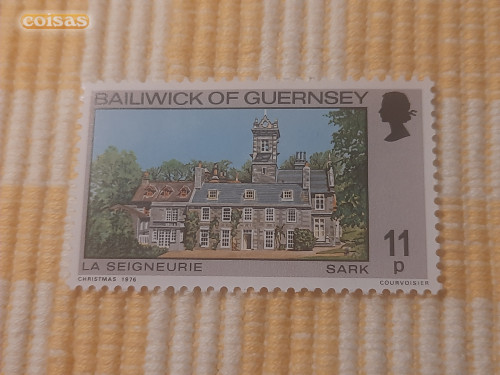 coisas
BAILIWICK OF GUERNSEY
11
p
LA SEIGNEURIE SARK
CHRISTMAS 1976 COURVOISIER